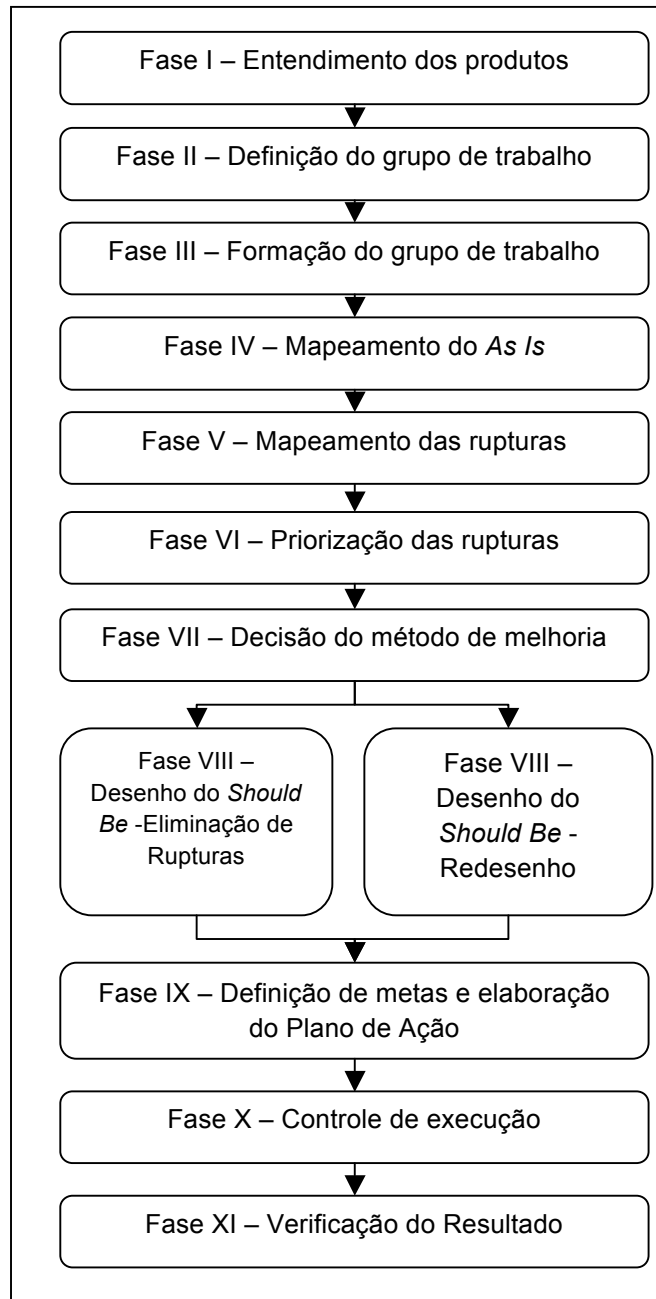 Fase I – Entendimento dos produtos
Fase II – Definição do grupo de trabalho
Fase III – Formação do grupo de trabalho
Fase IV – Mapeamento do As Is
Fase V – Mapeamento das rupturas
Fase VI – Priorização das rupturas
Fase VII – Decisão do método de melhoria
Fase VIII –
Desenho do Should
Be -Eliminação de
Rupturas
Fase VIII –
Desenho do
Should Be -
Redesenho
Fase IX – Definição de metas e elaboração
do Plano de Ação
Fase X – Controle de execução
Fase XI – Verificação do Resultado